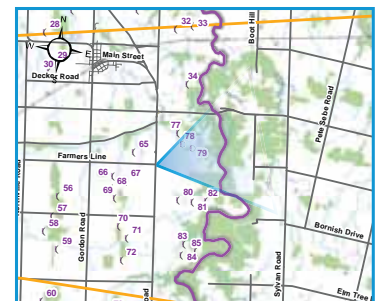 28
32
33
N
W
29
E
30
S
Main Street
Decker Road
Boot Hill
34
Pete Sebe Road
77
78
79
65
Farmers Line
66
67
68
69
56
57
58
59
80
81
82
70
71
72
83
84
85
Gordon Road
Bornish Drive
Sylvan Road
Elm Tree
60
Road